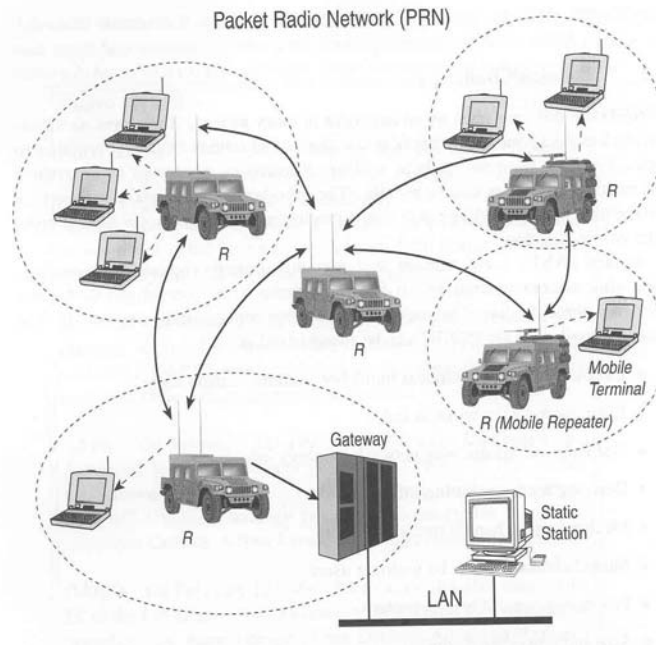 Packet Radio Network (PRN)
R
R
R
Mobile
Terminal
R (Mobile Repeater)
Gateway
R
Static
Station
LAN